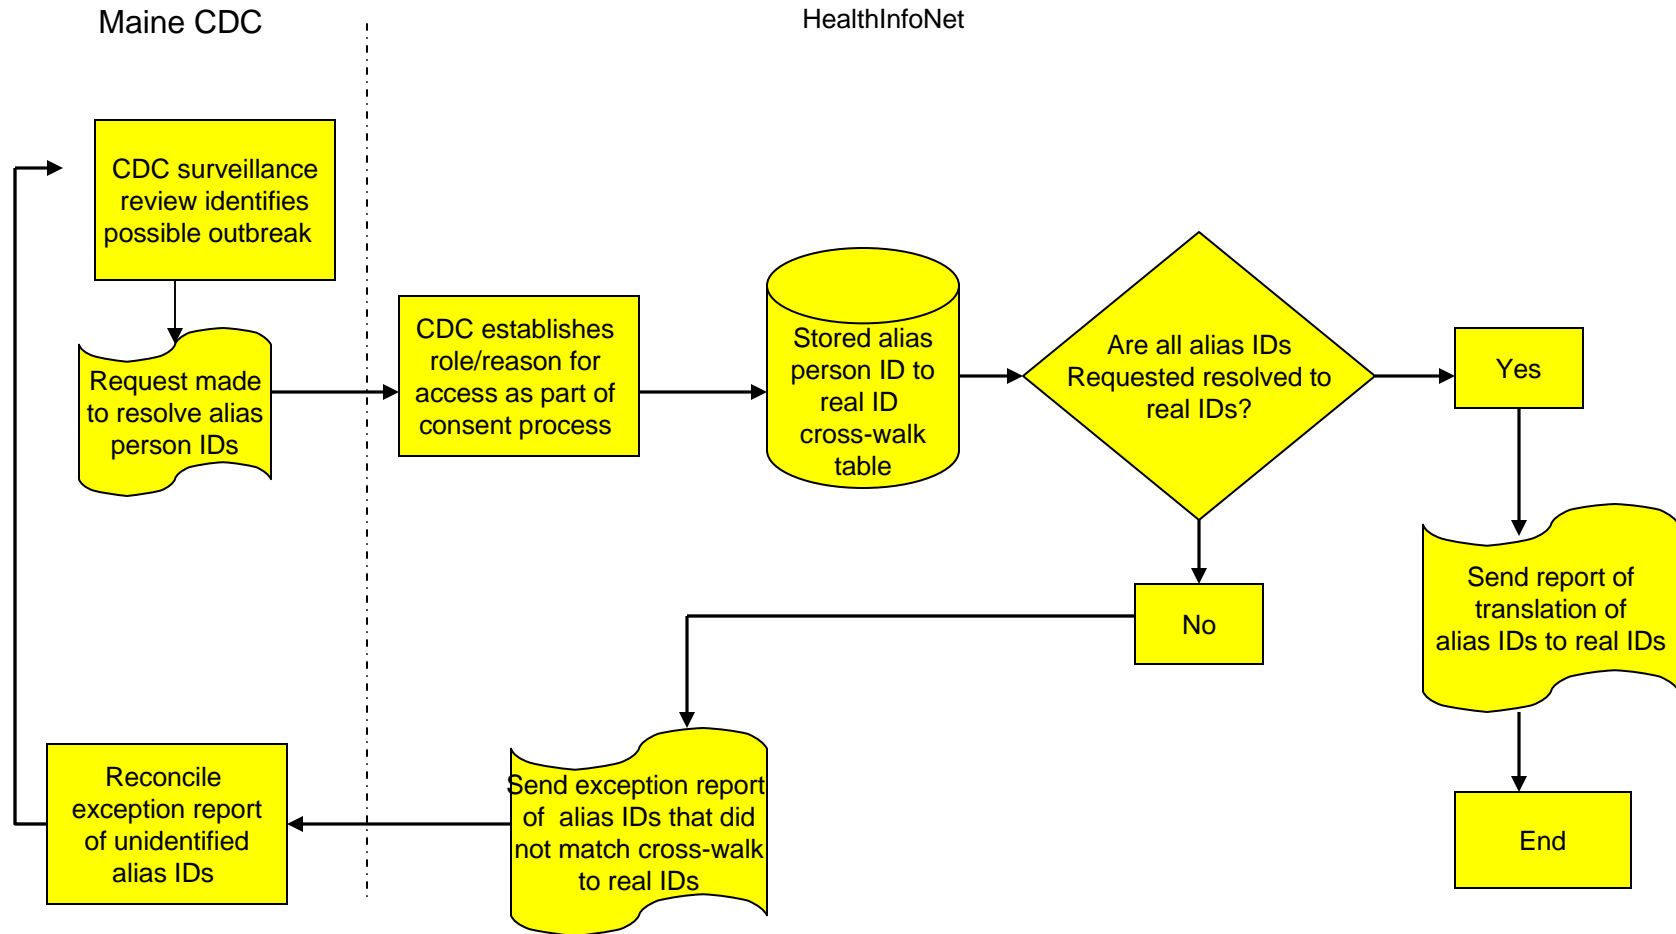 Maine CDC
HealthInfoNet
CDC surveillance
review identifies
possible outbreak
Request made
to resolve alias
person IDs
CDC establishes
role/reason for
access as part of
consent process
Stored alias
person ID to
real ID
cross-walk
table
Are all alias IDs
Requested resolved to
real IDs?
Yes
Send report of
translation of
alias IDs to real IDs
End
No
Send exception report
of alias IDs that did
not match cross-walk
to real IDs
Reconcile
exception report
of unidentified
alias IDs